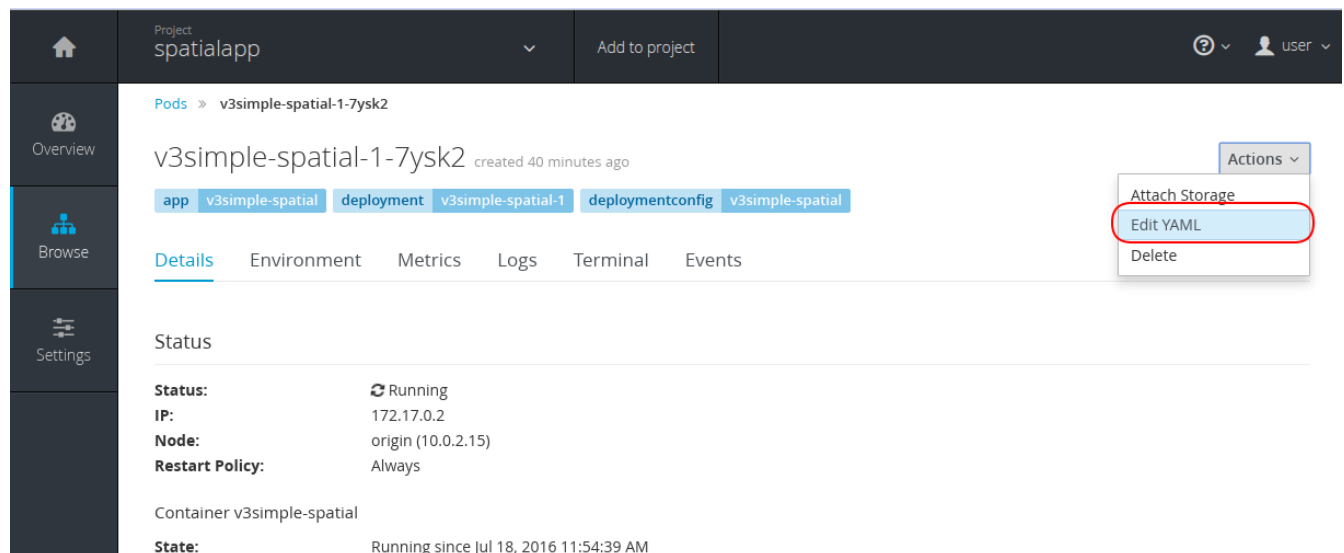 Project
spatialapp
Add to project
user
Overview
Browse
Settings
Pods » v3simple-spatial-1-7ysk2
v3simple-spatial-1-7ysk2 created 40 minutes ago
Actions
app v3simple-spatial deployment v3simple-spatial-1 deploymentconfig v3simple-spatial
Attach Storage
Edit YAML
Delete
Details Environment Metrics Logs Terminal Events
Status
Status: Running
IP: 172.17.0.2
Node: origin (10.0.2.15)
Restart Policy: Always
Container v3simple-spatial
State: Running since Jul 18, 2016 11:54:39 AM